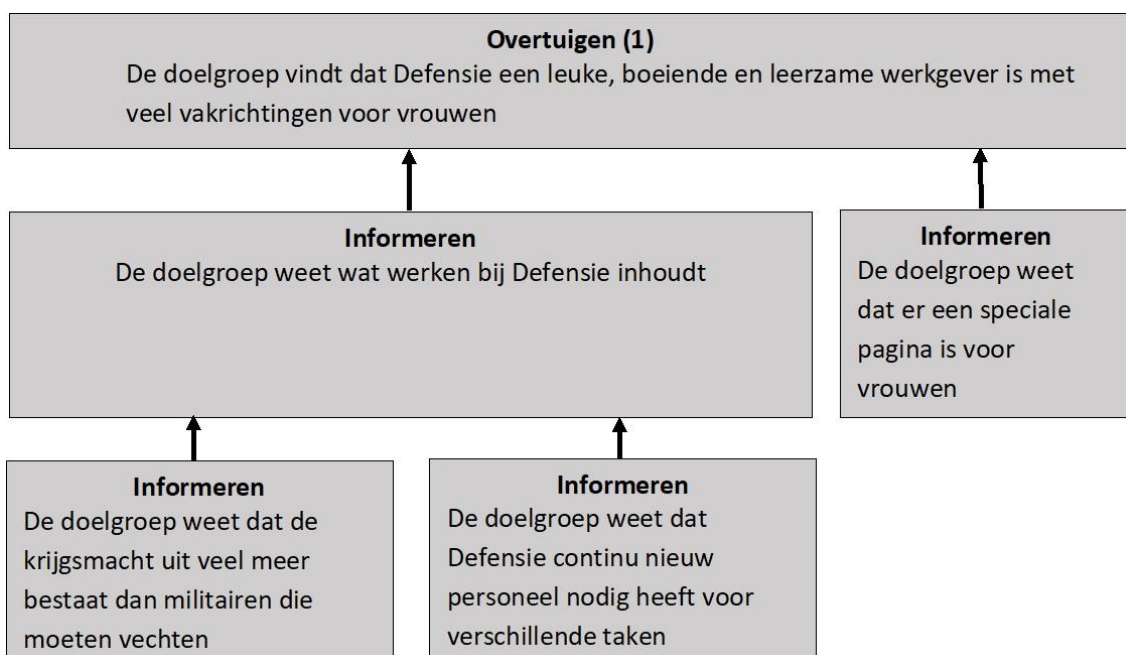 Overtuigen (1)
De doelgroep vindt dat Defensie een leuke, boeiende en leerzame werkgever is met
veel vakrichtingen voor vrouwen
Informeren
De doelgroep weet wat werken bij Defensie inhoudt
Informeren
De doelgroep weet
dat er een speciale
pagina is voor
vrouwen
Informeren
De doelgroep weet dat de
krijgsmacht uit veel meer
bestaat dan militairen die
moeten vechten
Informeren
De doelgroep weet dat
Defensie continu nieuw
personeel nodig heeft voor
verschillende taken